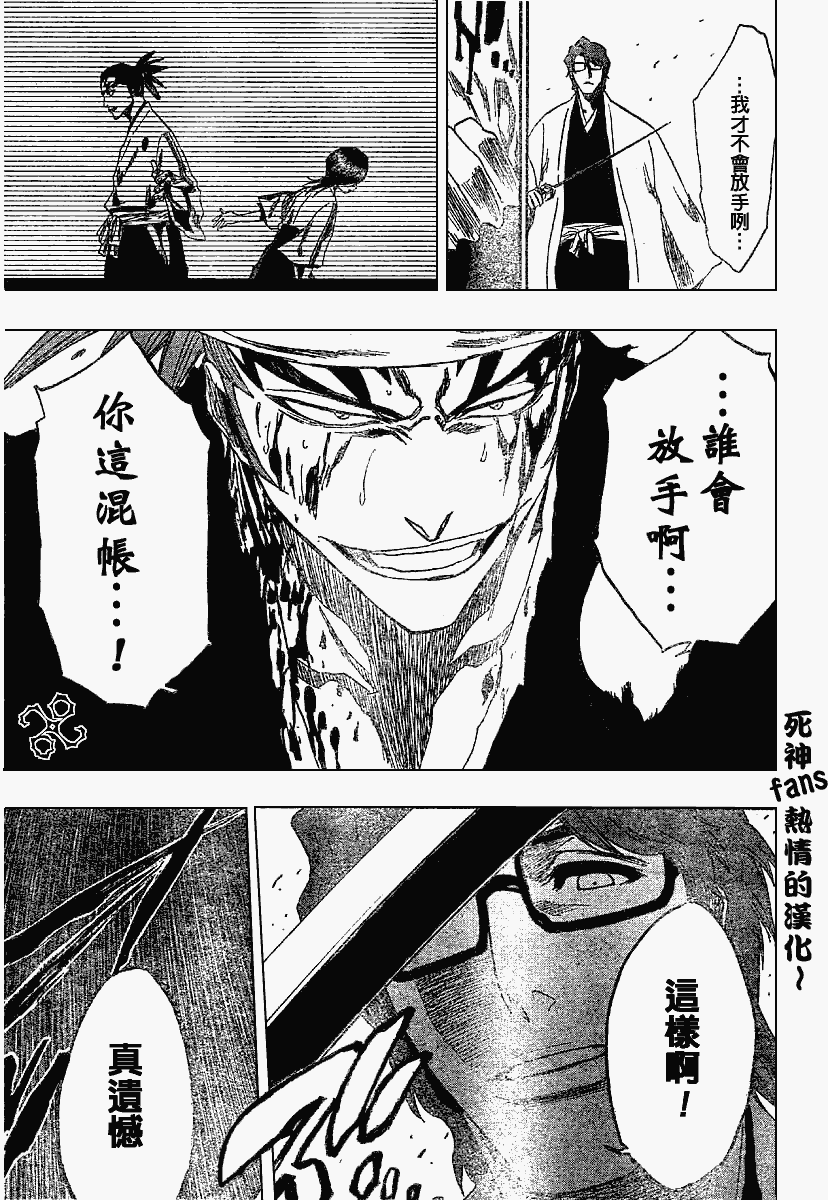 …我才不會放手咧…
…誰會
放手啊…
你這混帳…！
這樣啊！
真遺憾
死神fans熱情的漢化~